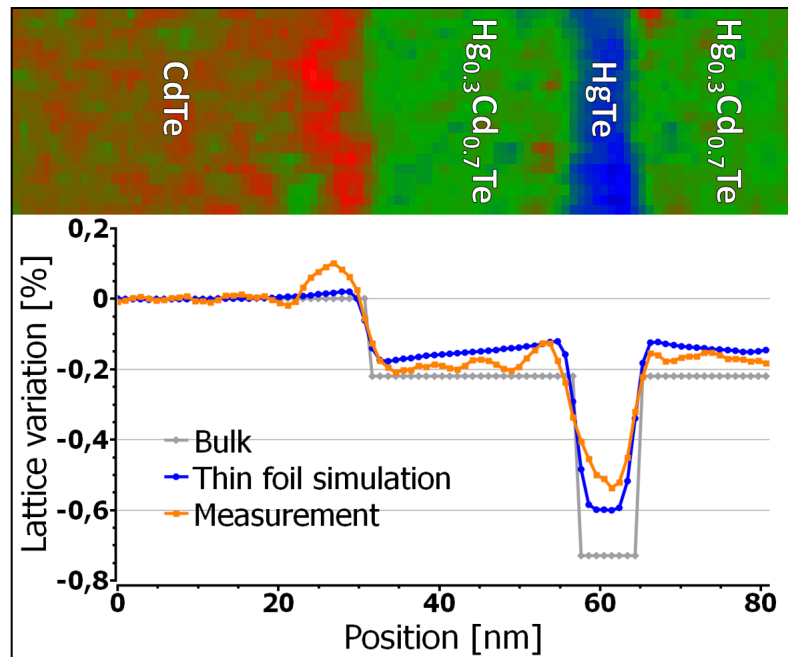 CdTe
Hg0.3Cd0.7Te
HgTe
Hg0.3Cd0.7Te
Lattice variation [%]
0,2
0
-0,2
-0,4
-0,6
-0,8
Bulk
Thin foil simulation
Measurement
0
20
40
60
80
Position [nm]